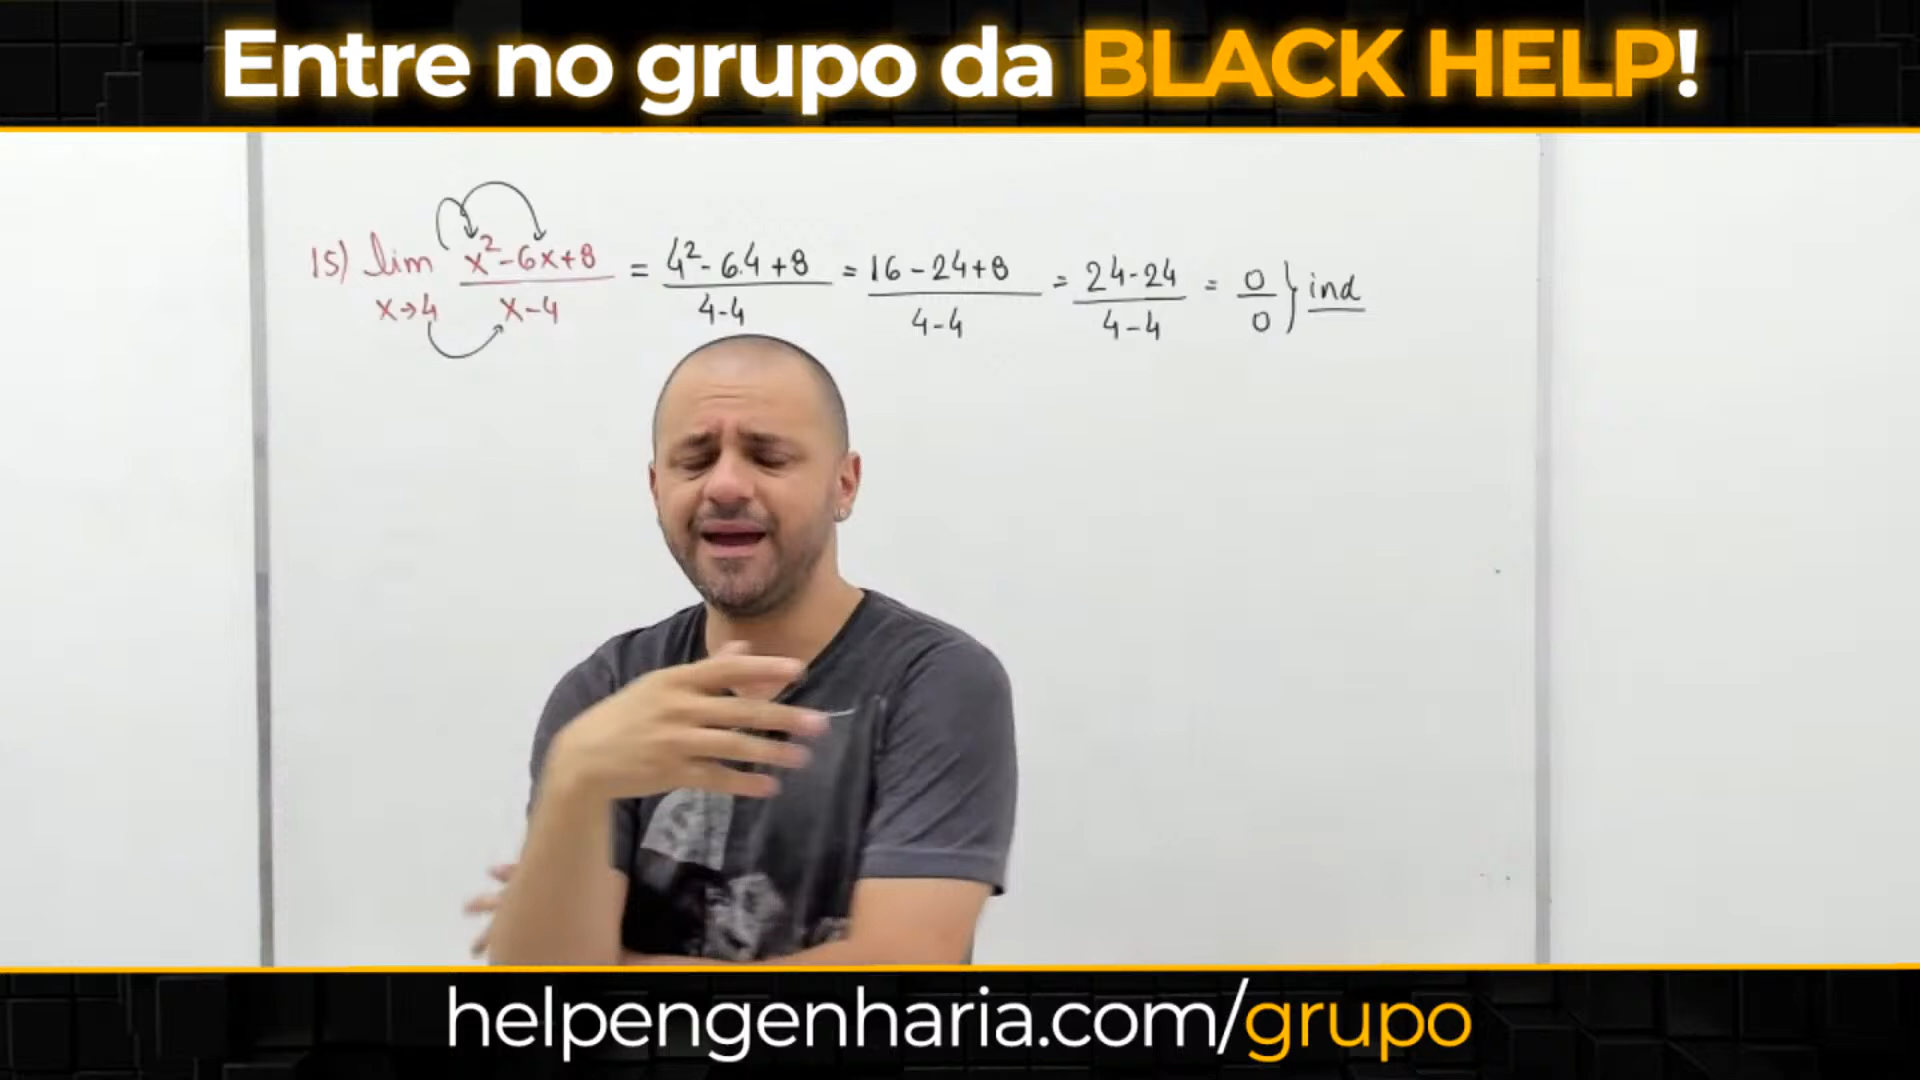 Entre no grupo da BLACK HELP!
15) lim x²-6x+8 = 4²-6.4+8 = 16-24+8 = 24-24 = 0 } ind
x→4 x-4 4-4 4-4 4-4 0
helpengenharia.com/grupo